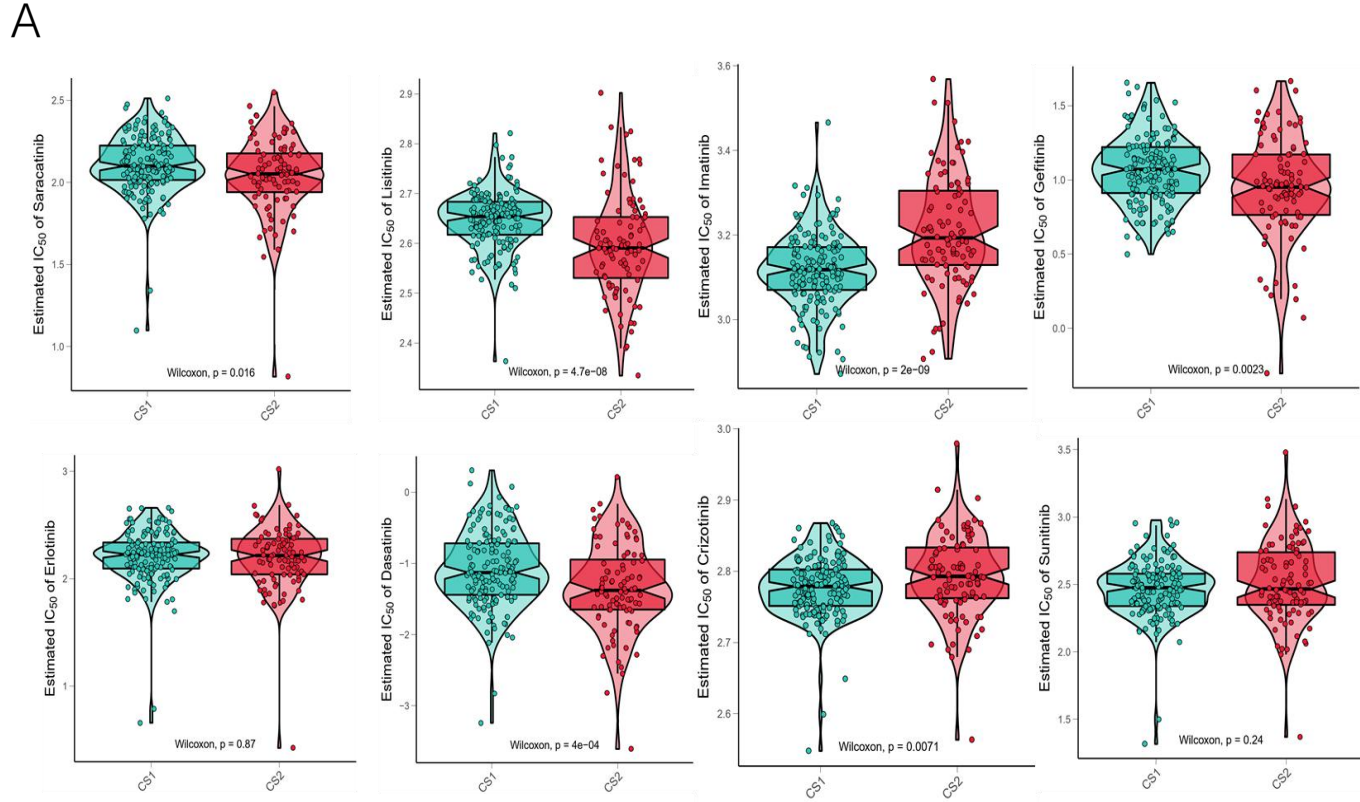 A
Estimated IC50 of Saracatinib
2.5
2.0
1.5
1.0
Wilcoxon, p = 0.016
CS1
CS2
Estimated IC50 of Lisitinib
2.9
2.8
2.7
2.6
2.5
2.4
Wilcoxon, p = 4.7e−08
CS1
CS2
Estimated IC50 of Imatinib
3.6
3.4
3.2
3.0
Wilcoxon, p = 2e−09
CS1
CS2
Estimated IC50 of Gefitinib
1.5
1.0
0.5
0.0
Wilcoxon, p = 0.0023
CS1
CS2
Estimated IC50 of Erlotinib
3
2
1
Wilcoxon, p = 0.87
CS1
CS2
Estimated IC50 of Dasatinib
0
−1
−2
−3
Wilcoxon, p = 4e−04
CS1
CS2
Estimated IC50 of Crizotinib
3.0
2.9
2.8
2.7
2.6
Wilcoxon, p = 0.0071
CS1
CS2
Estimated IC50 of Sunitinib
3.5
3.0
2.5
2.0
1.5
Wilcoxon, p = 0.24
CS1
CS2